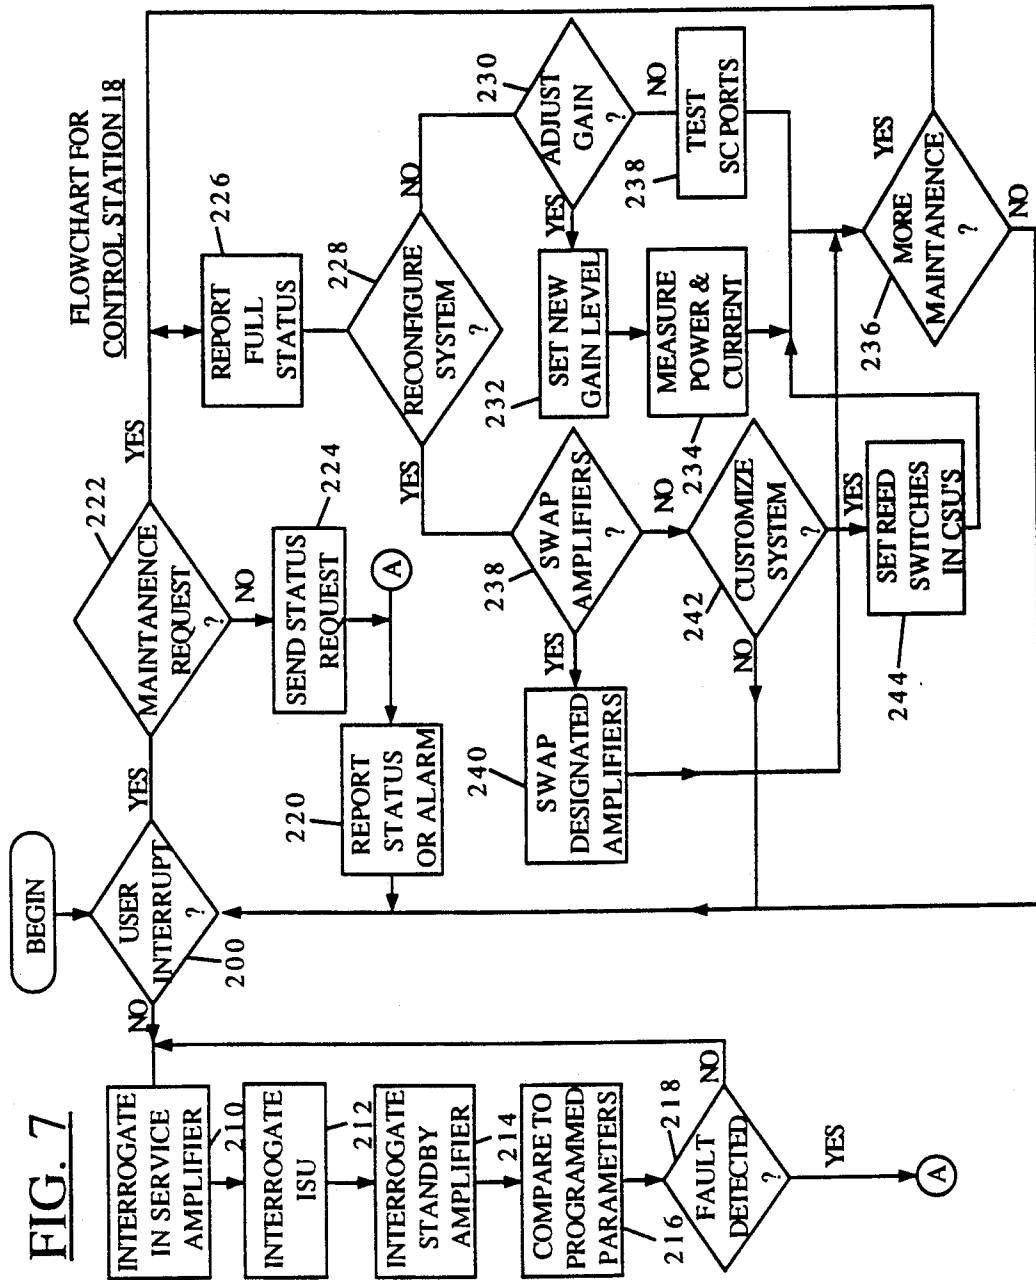 FIG. 7
FLOWCHART FOR
CONTROL STATION 18
BEGIN
USER
INTERRUPT
?
200
NO
YES
INTERROGATE
IN SERVICE
AMPLIFIER
210
INTERROGATE
ISU
212
INTERROGATE
STANDBY
AMPLIFIER
214
COMPARE TO
PROGRAMMED
PARAMETERS
216
FAULT
DETECTED
?
218
NO
YES
A
MAINTANENCE
REQUEST
?
222
YES
NO
SEND STATUS
REQUEST
224
A
REPORT
STATUS
OR ALARM
220
REPORT
FULL
STATUS
226
RECONFIGURE
SYSTEM
?
228
YES
NO
ADJUST
GAIN
?
230
YES
NO
SET NEW
GAIN LEVEL
232
MEASURE
POWER &
CURRENT
234
TEST
SC PORTS
238
SWAP
AMPLIFIERS
?
238
YES
NO
SWAP
DESIGNATED
AMPLIFIERS
240
CUSTOMIZE
SYSTEM
?
242
NO
YES
SET REED
SWITCHES
IN CSU'S
244
MORE
MAINTANENCE
?
236
YES
NO